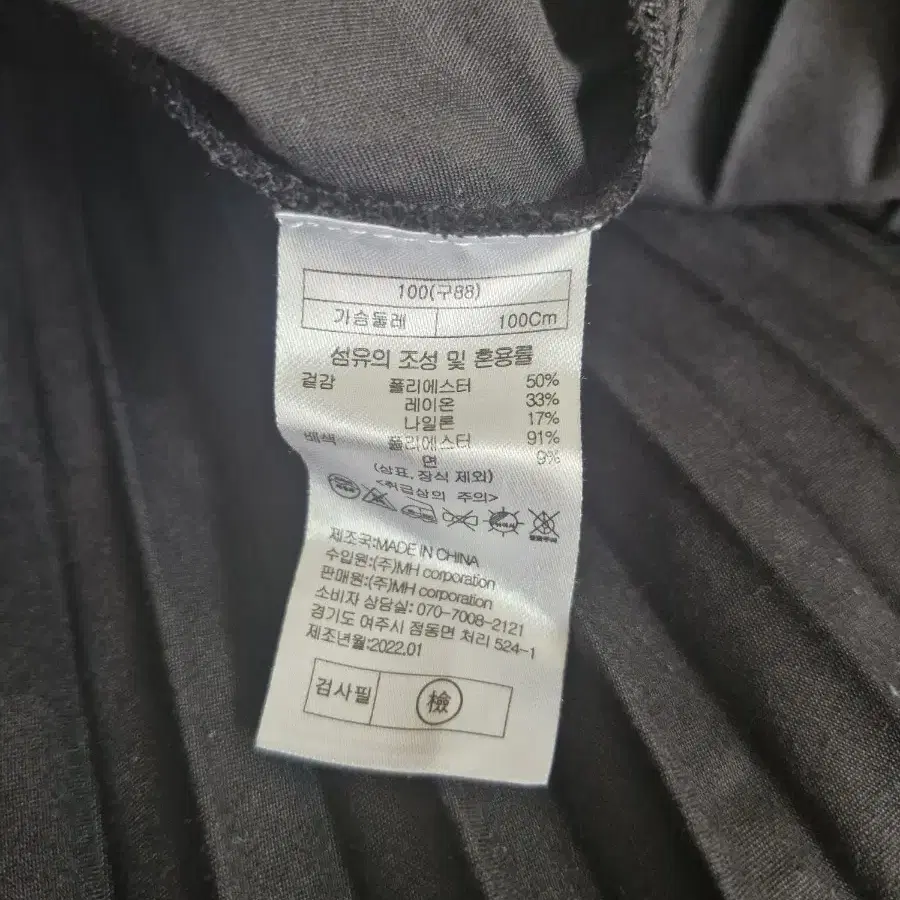 100(구88)
가슴둘레 100Cm
섬유의 조성 및 혼용률
겉감 폴리에스터 50%
레이온 33%
나일론 17%
배색 폴리에스터 91%
면 9%
(상표,장식 제외)
<취급상의 주의>
제조국:MADE IN CHINA
수입원:(주)MH corporation
판매원:(주)MH corporation
소비자 상담실: 070-7008-2121
경기도 여주시 점동면 처리 524-1
제조년월:2022.01
검사필 檢